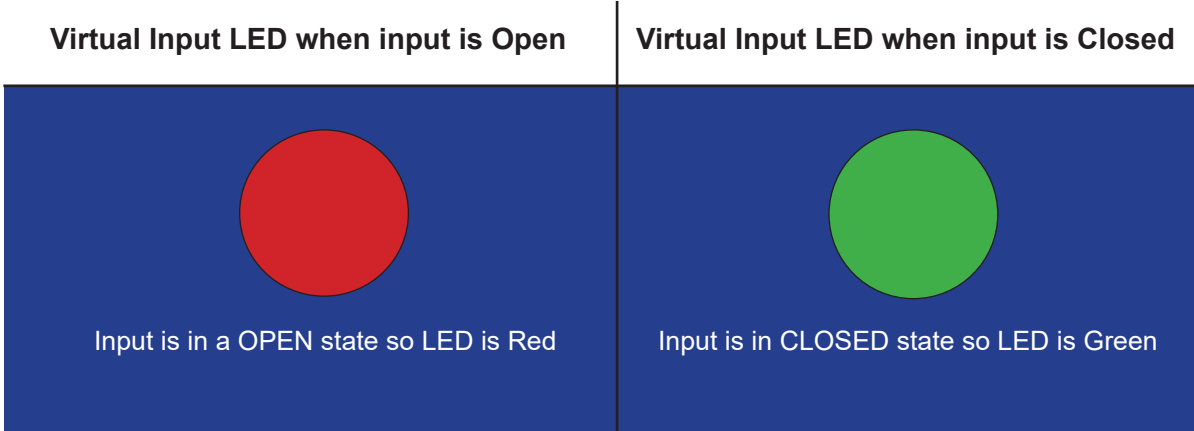 Virtual Input LED when input is Open
Virtual Input LED when input is Closed
Input is in a OPEN state so LED is Red
Input is in CLOSED state so LED is Green